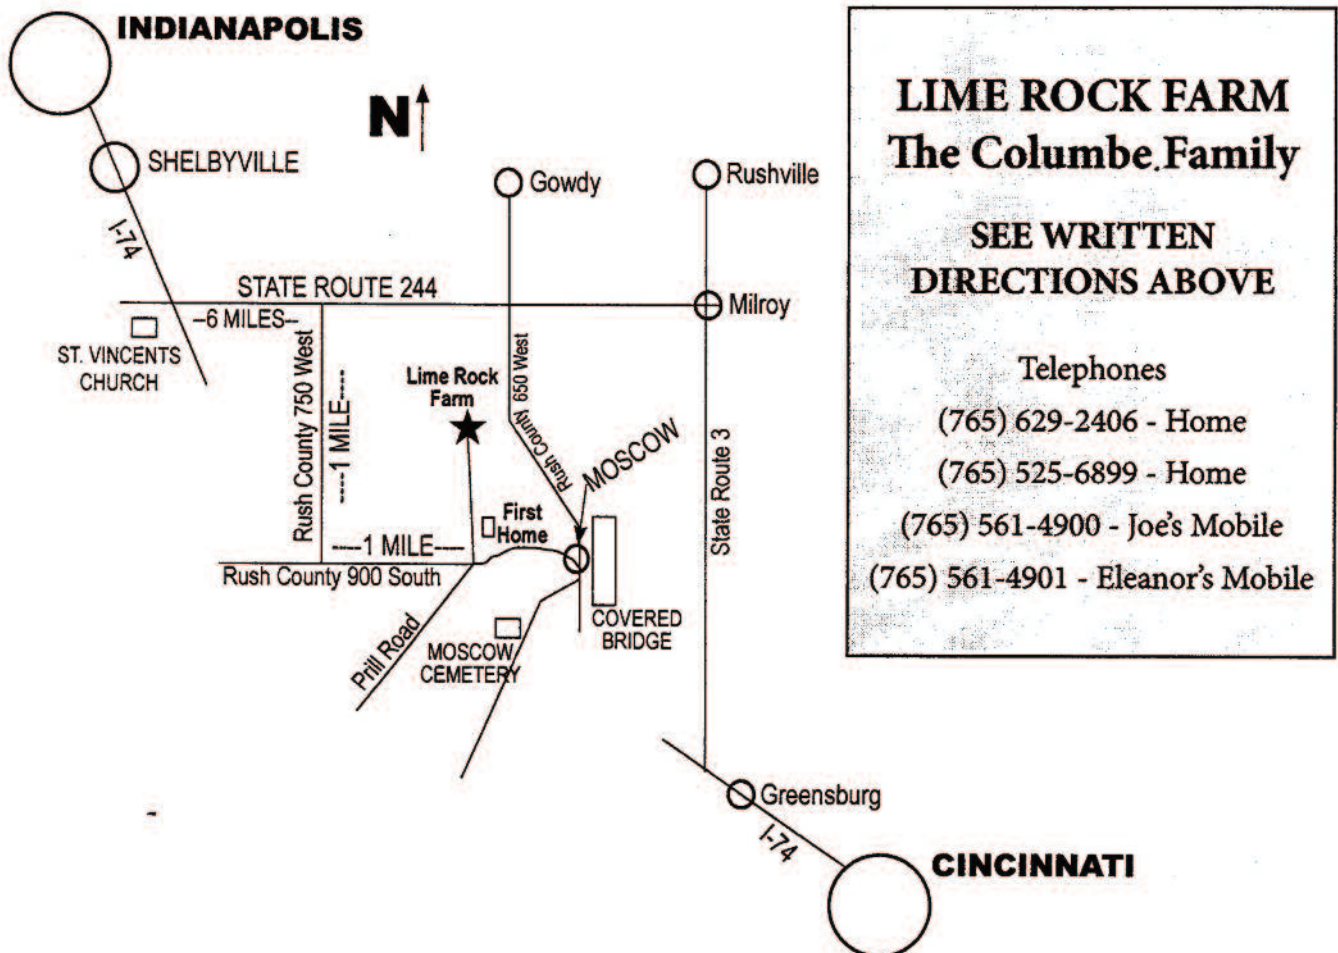 INDIANAPOLIS
N
SHELBYVILLE
I-74
Gowdy
Rushville
STATE ROUTE 244
--6 MILES--
Milroy
ST. VINCENTS
CHURCH
Rush County 750 West
----1 MILE-----
Lime Rock
Farm
Rush County 650 West
MOSCOW
State Route 3
First
Home
----1 MILE----
Rush County 900 South
COVERED
BRIDGE
Prill Road
MOSCOW
CEMETERY
Greensburg
I-74
CINCINNATI
LIME ROCK FARM
The Columbe Family
SEE WRITTEN
DIRECTIONS ABOVE
Telephones
(765) 629-2406 - Home
(765) 525-6899 - Home
(765) 561-4900 - Joe's Mobile
(765) 561-4901 - Eleanor's Mobile